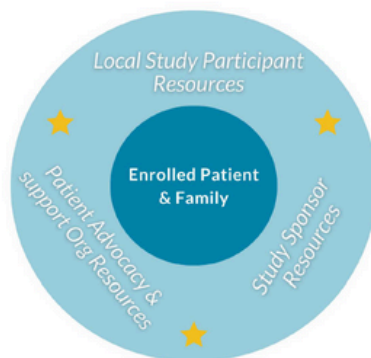 Local Study Participant
Resources
Enrolled Patient
& Family
Patient Advocacy &
support Org Resources
Study Sponsor
Resources